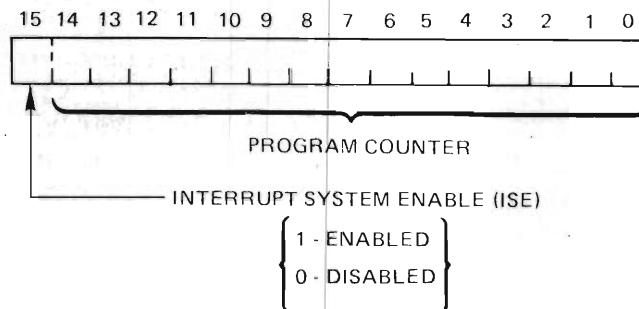 15 14 13 12 11 10 9 8 7 6 5 4 3 2 1 0
PROGRAM COUNTER
INTERRUPT SYSTEM ENABLE (ISE)
1 - ENABLED
0 - DISABLED